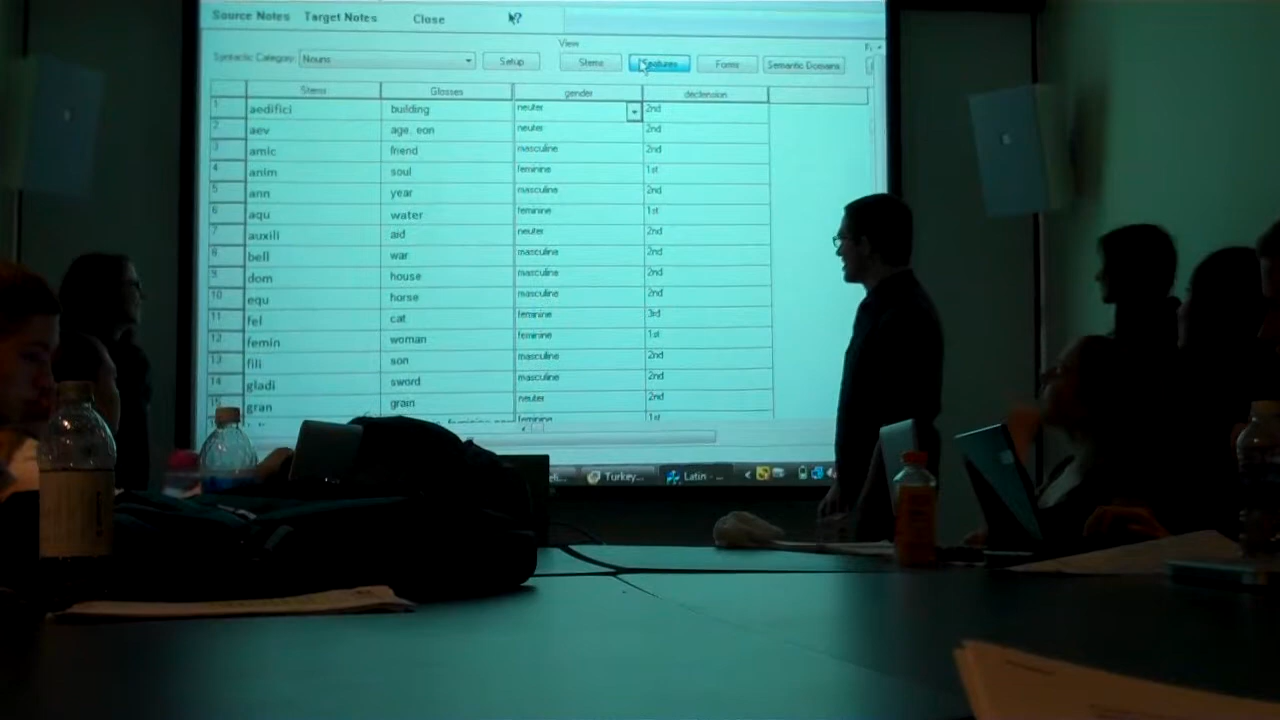 Source Notes Target Notes Close ?
View
Syntactic Category: Nouns Setup Stems Features Forms Semantic Domains
Stems Glosses gender declension
1 aedifici building neuter 2nd
2 aev age, eon neuter 2nd
3 amic friend masculine 2nd
4 anim soul feminine 1st
5 ann year masculine 2nd
6 aqu water feminine 1st
7 auxili aid neuter 2nd
8 bell war masculine 2nd
9 dom house masculine 2nd
10 equ horse masculine 2nd
11 fel cat feminine 3rd
12 femin woman feminine 1st
13 fili son masculine 2nd
14 gladi sword masculine 2nd
15 gran grain neuter 2nd
feminine 1st
Turkey... Latin - ...